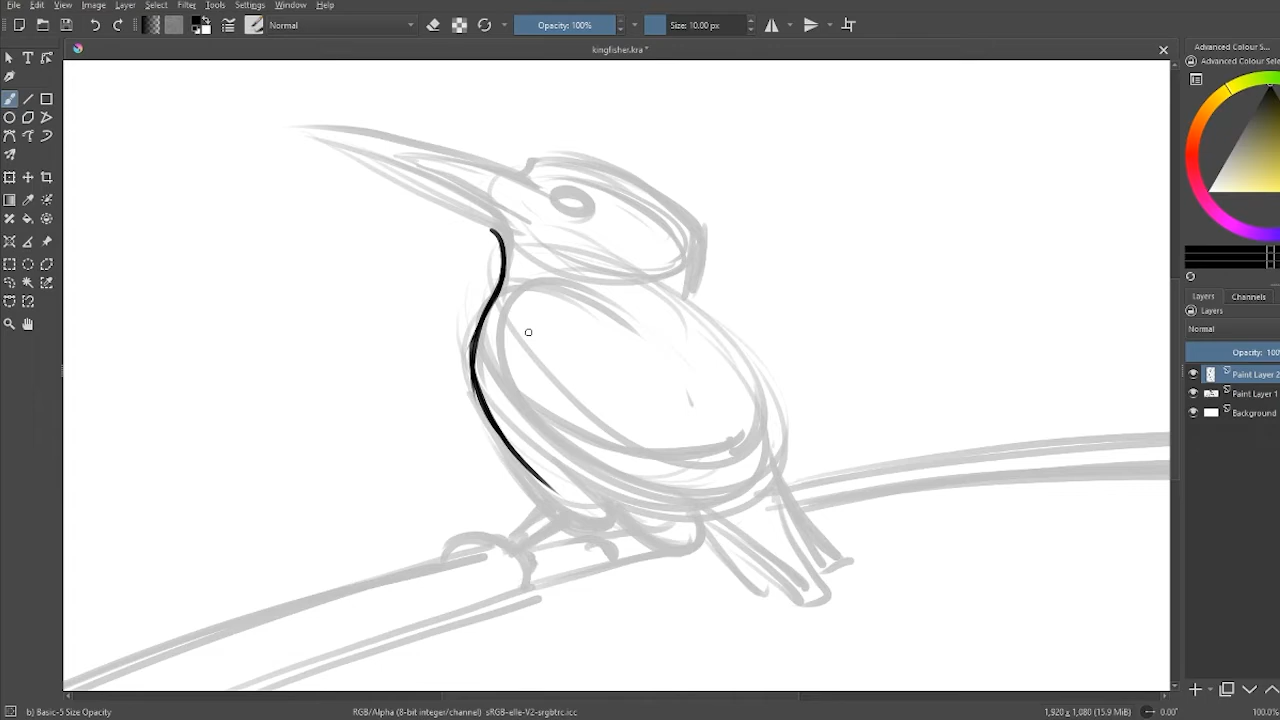 File Edit View Image Layer Select Filter Tools Settings Window Help
Normal
Opacity: 100%
Size: 10.00 px
kingfisher.kra *
Advanced Colour S...
Advanced Colour Sele
Layers Channels
Layers
Normal
Opacity: 100
Paint Layer 2
Paint Layer 1
Background
b) Basic-5 Size Opacity
RGB/Alpha (8-bit integer/channel) sRGB-elle-V2-srgbtrc.icc
1,920 x 1,080 (15.9 MiB)
0.00°
100.0%